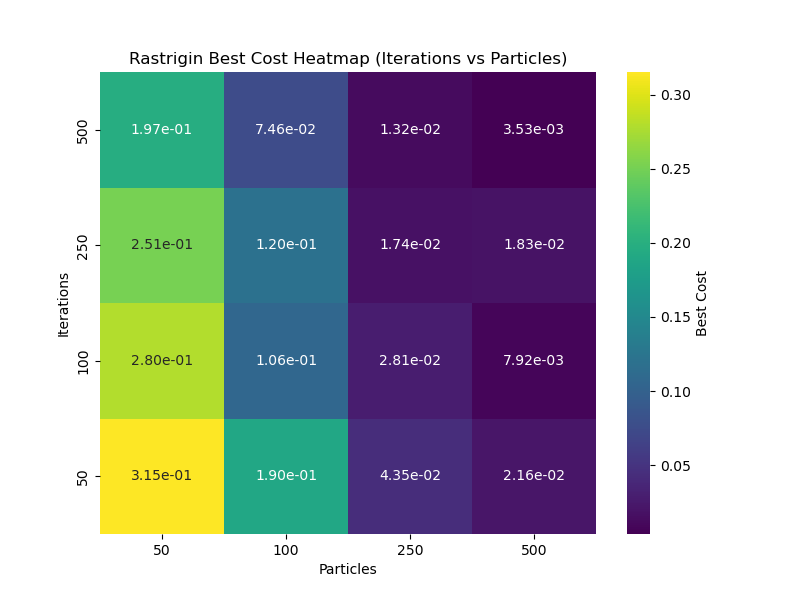 Rastrigin Best Cost Heatmap (Iterations vs Particles)
500 1.97e-01 7.46e-02 1.32e-02 3.53e-03
250 2.51e-01 1.20e-01 1.74e-02 1.83e-02
100 2.80e-01 1.06e-01 2.81e-02 7.92e-03
50 3.15e-01 1.90e-01 4.35e-02 2.16e-02
Iterations
50 100 250 500
Particles
0.30
0.25
0.20
0.15
0.10
0.05
Best Cost